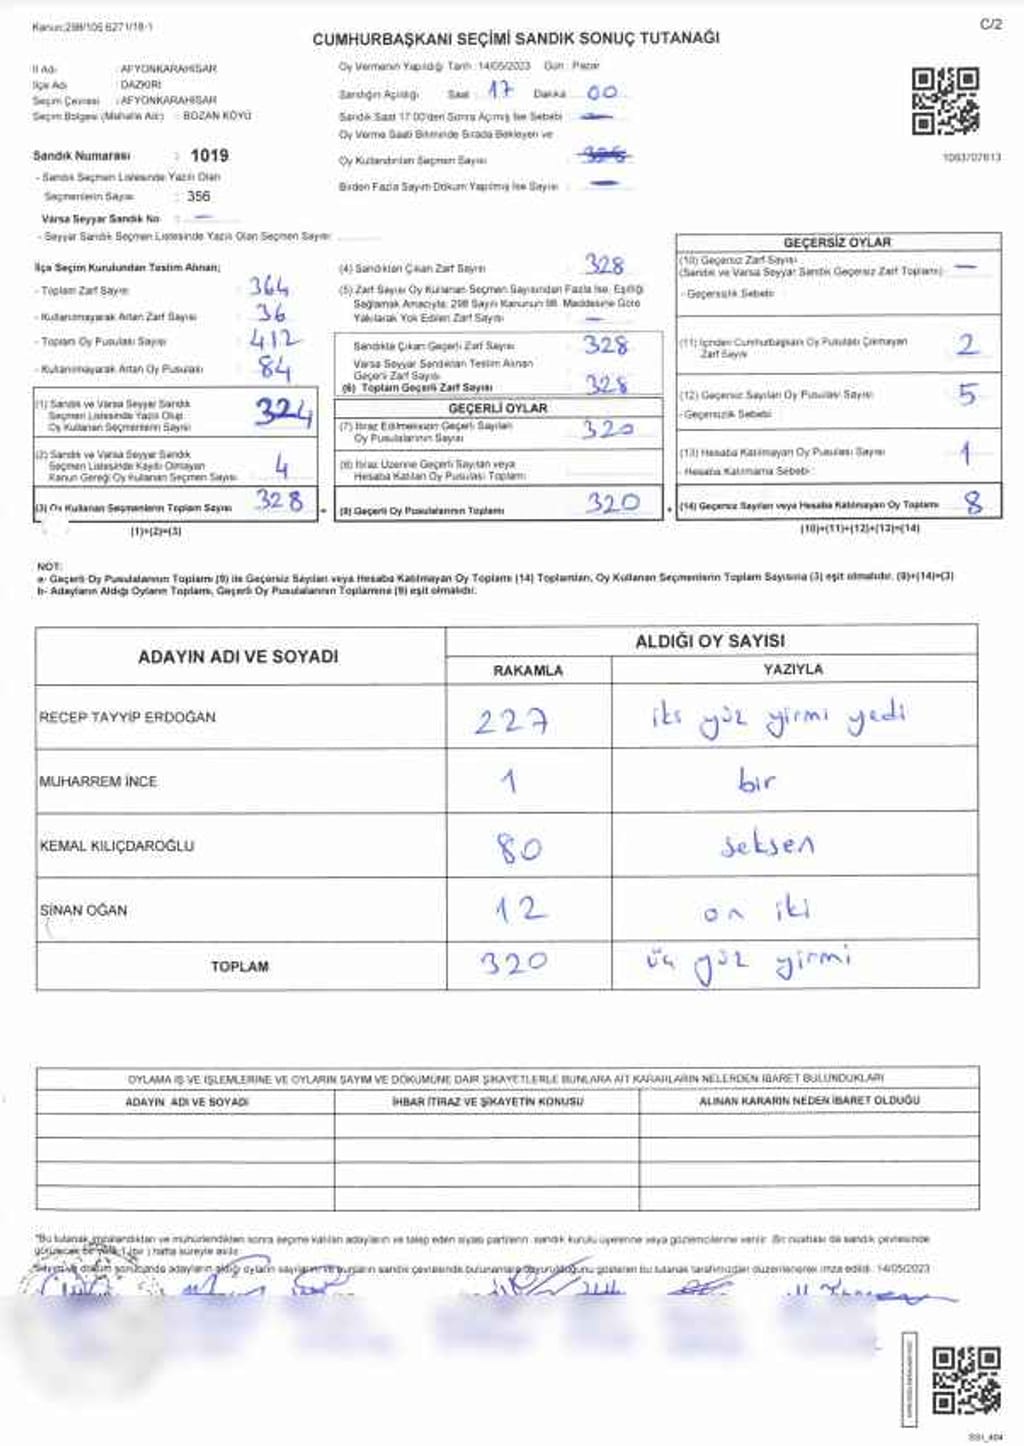 Kanun:298/105 6271/18-1
C/2
CUMHURBAŞKANI SEÇİMİ SANDIK SONUÇ TUTANAĞI
İl Adı : AFYONKARAHİSAR
İlçe Adı : DAZKIRI
Seçim Çevresi : AFYONKARAHİSAR
Seçim Bölgesi (Mahalle Adı) : BOZAN KÖYÜ
Sandık Numarası : 1019
- Sandık Seçmen Listesinde Yazılı Olan
Seçmenlerin Sayısı : 356
Varsa Seyyar Sandık No : —
- Seyyar Sandık Seçmen Listesinde Yazılı Olan Seçmen Sayısı
Oy Vermenin Yapıldığı Tarih : 14/05/2023 Gün : Pazar
Sandığın Açıldığı Saat : 17 Dakika : 00
Sandık Saat 17:00'den Sonra Açılmış İse Sebebi : —
Oy Verme Saati Bitiminde Sırada Bekleyen ve
Oy Kullandırılan Seçmen Sayısı
Birden Fazla Sayım Döküm Yapılmış İse Sayısı : —
1083707613
İlçe Seçim Kurulundan Teslim Alınan;
- Toplam Zarf Sayısı : 364
- Kullanılmayarak Artan Zarf Sayısı : 36
- Toplam Oy Pusulası Sayısı : 412
- Kullanılmayarak Artan Oy Pusulası : 84
(1) Sandık ve Varsa Seyyar Sandık
Seçmen Listesinde Yazılı Olup
Oy Kullanan Seçmenlerin Sayısı 324
(2) Sandık ve Varsa Seyyar Sandık
Seçmen Listesinde Kayıtlı Olmayan
Kanun Gereği Oy Kullanan Seçmen Sayısı 4
(3) Oy Kullanan Seçmenlerin Toplam Sayısı 328
(1)+(2)=(3)
(4) Sandıktan Çıkan Zarf Sayısı : 328
(5) Zarf Sayısı Oy Kullanan Seçmen Sayısından Fazla İse, Eşitliği
Sağlamak Amacıyla; 298 Sayılı Kanunun 98. Maddesine Göre
Yakılarak Yok Edilen Zarf Sayısı : —
Sandıkta Çıkan Geçerli Zarf Sayısı : 328
Varsa Seyyar Sandıktan Teslim Alınan
Geçerli Zarf Sayısı
(6) Toplam Geçerli Zarf Sayısı : 328
GEÇERLİ OYLAR
(7) İtiraz Edilmeksizin Geçerli Sayılan
Oy Pusulalarının Sayısı : 320
(8) İtiraz Üzerine Geçerli Sayılan veya
Hesaba Katılan Oy Pusulası Toplamı
(9) Geçerli Oy Pusulalarının Toplamı : 320
GEÇERSİZ OYLAR
(10) Geçersiz Zarf Sayısı
(Sandık ve Varsa Seyyar Sandık Geçersiz Zarf Toplamı) : —
- Geçersizlik Sebebi
(11) İçinden Cumhurbaşkanı Oy Pusulası Çıkmayan
Zarf Sayısı 2
(12) Geçersiz Sayılan Oy Pusulası Sayısı : 5
- Geçersizlik Sebebi
(13) Hesaba Katılmayan Oy Pusulası Sayısı : 1
- Hesaba Katılmama Sebebi
(14) Geçersiz Sayılan veya Hesaba Katılmayan Oy Toplamı 8
(10)+(11)+(12)+(13)=(14)
NOT:
a- Geçerli Oy Pusulalarının Toplamı (9) ile Geçersiz Sayılan veya Hesaba Katılmayan Oy Toplamı (14) Toplamları, Oy Kullanan Seçmenlerin Toplam Sayısına (3) eşit olmalıdır. (9)+(14)=(3)
b- Adayların Aldığı Oyların Toplamı, Geçerli Oy Pusulalarının Toplamına (9) eşit olmalıdır.
ADAYIN ADI VE SOYADI
ALDIĞI OY SAYISI
RAKAMLA YAZIYLA
RECEP TAYYİP ERDOĞAN 227 iki yüz yirmi yedi
MUHARREM İNCE 1 bir
KEMAL KILIÇDAROĞLU 80 seksen
SİNAN OĞAN 12 on iki
TOPLAM 320 üç yüz yirmi
OYLAMA İŞ VE İŞLEMLERİNE VE OYLARIN SAYIM VE DÖKÜMÜNE DAİR ŞİKAYETLERLE BUNLARA AİT KARARLARIN NELERDEN İBARET BULUNDUKLARI
ADAYIN ADI VE SOYADI İHBAR İTİRAZ VE ŞİKAYETİN KONUSU ALINAN KARARIN NEDEN İBARET OLDUĞU
*Bu tutanak imzalandıktan ve mühürlendikten sonra seçime katılan adayların ve talep eden siyasi partilerin sandık kurulu üyelerine veya gözlemcilerine verilir. Bir nüshası da sandık çevresinde
görülecek bir yere 1 (bir) hafta süreyle asılır.
Sayım ve döküm sonucunda adayların aldığı oyların sayılarını ve bunların sandık çevresinde bulunanlara duyurulduğunu gösteren bu tutanak tarafımızdan düzenlenerek imza edildi. 14/05/2023
SSI_404